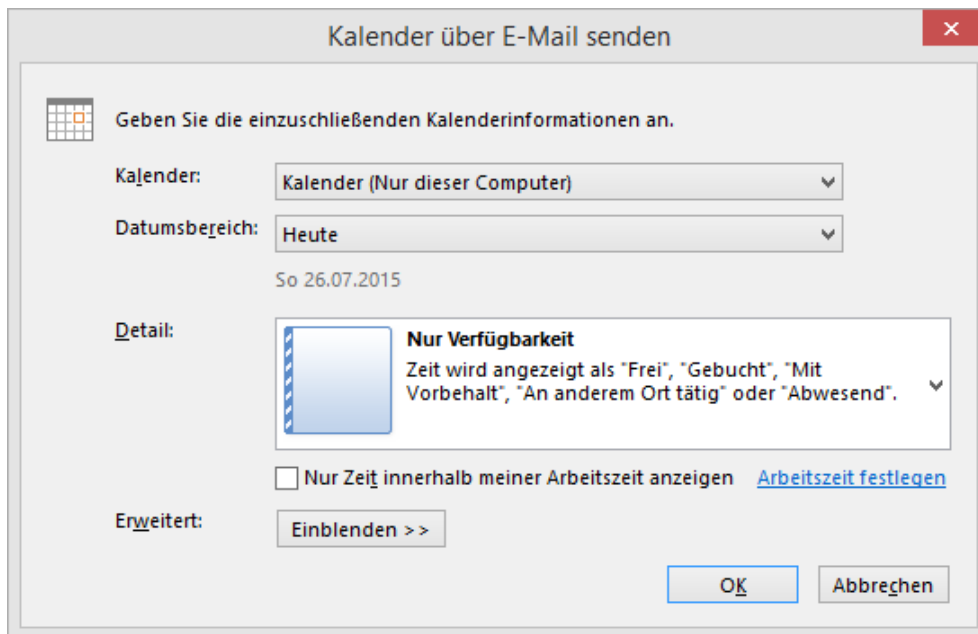 Kalender über E-Mail senden
Geben Sie die einzuschließenden Kalenderinformationen an.
Kalender: Kalender (Nur dieser Computer)
Datumsbereich: Heute
So 26.07.2015
Detail: Nur Verfügbarkeit
Zeit wird angezeigt als "Frei", "Gebucht", "Mit
Vorbehalt", "An anderem Ort tätig" oder "Abwesend".
Nur Zeit innerhalb meiner Arbeitszeit anzeigen Arbeitszeit festlegen
Erweitert: Einblenden >>
OK Abbrechen